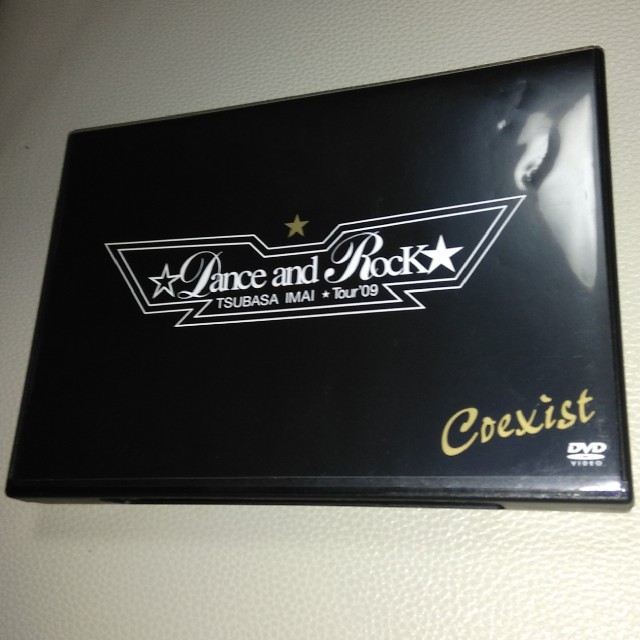 ☆Dance and Rock★
TSUBASA IMAI ★ Tour'09
Coexist
DVD
VIDEO